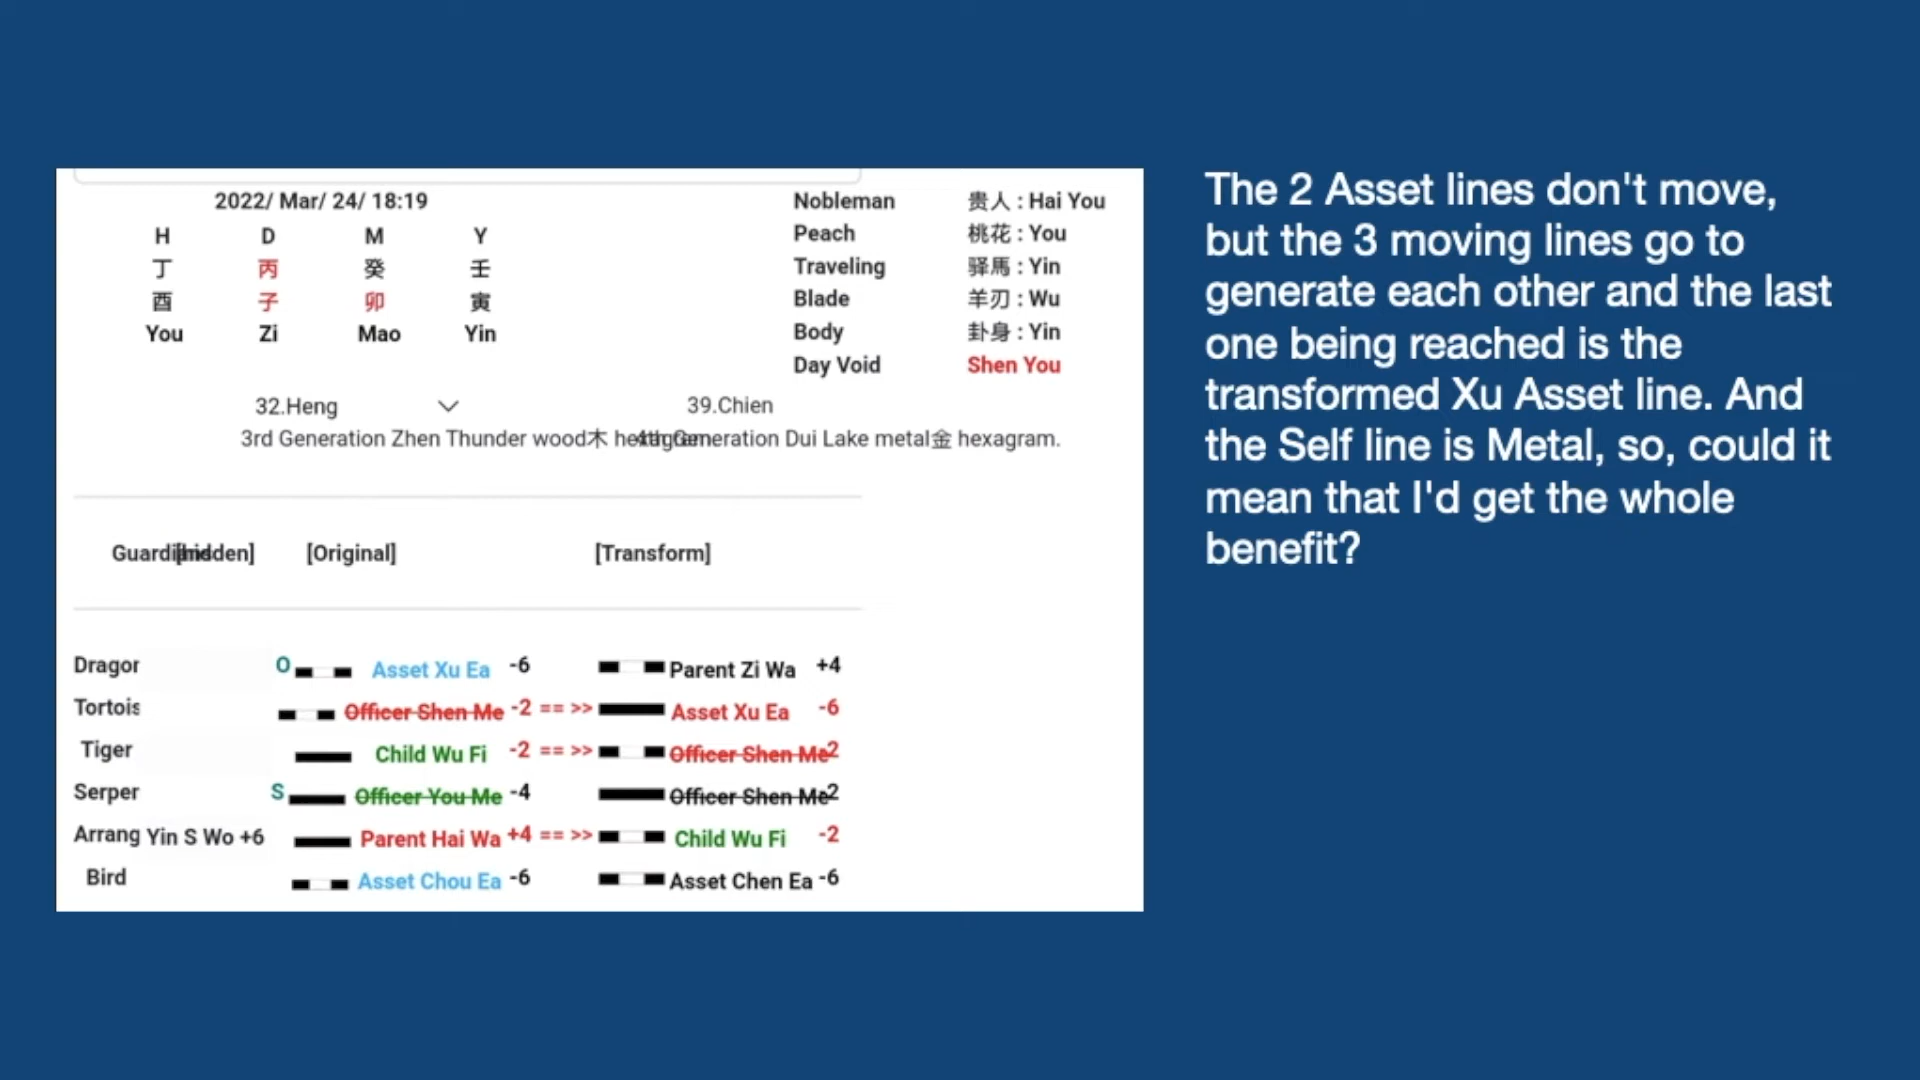 2022/ Mar/ 24/ 18:19
H D M Y
丁 丙 癸 壬
酉 子 卯 寅
You Zi Mao Yin
Nobleman 贵人 : Hai You
Peach 桃花 : You
Traveling 驿馬 : Yin
Blade 羊刃 : Wu
Body 卦身 : Yin
Day Void Shen You
32.Heng 39.Chien
3rd Generation Zhen Thunder wood木 hexagram. 4th Generation Dui Lake metal金 hexagram.
[hidden] [Original] [Transform]
Dragor O Asset Xu Ea -6 Parent Zi Wa +4
Tortois Officer Shen Me -2 == >> Asset Xu Ea -6
Tiger Child Wu Fi -2 == >> Officer Shen Me 2
Serper S Officer You Me -4 Officer Shen Me 2
Arrang Yin S Wo +6 Parent Hai Wa +4 == >> Child Wu Fi -2
Bird Asset Chou Ea -6 Asset Chen Ea -6
The 2 Asset lines don't move,
but the 3 moving lines go to
generate each other and the last
one being reached is the
transformed Xu Asset line. And
the Self line is Metal, so, could it
mean that I'd get the whole
benefit?